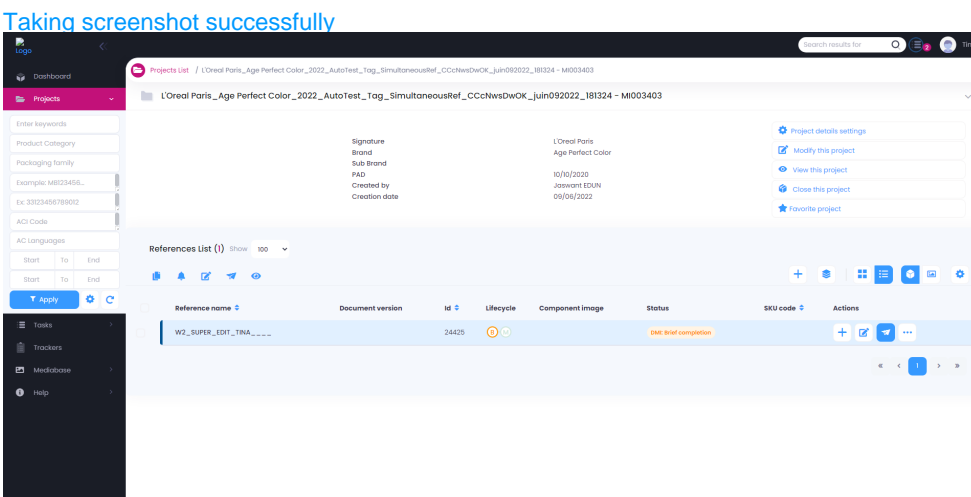 Taking screenshot successfully
Logo
Search results for
2
Tin
Dashboard
Projects
Projects List / L'Oreal Paris_Age Perfect Color_2022_AutoTest_Tag_SimultaneousRef_CCcNwsDwOK_juin092022_181324 - MI003403
L'Oreal Paris_Age Perfect Color_2022_AutoTest_Tag_SimultaneousRef_CCcNwsDwOK_juin092022_181324 - MI003403
Enter keywords
Product Category
Packaging family
Example: M8123456...
Ex: 33123456789012
ACI Code
AC Languages
Start To End
Start To End
Apply
Tasks
Trackers
Mediabase
Help
Signature L'Oreal Paris
Brand Age Perfect Color
Sub Brand
PAD 10/10/2020
Created by Jaswant EDUN
Creation date 09/06/2022
Project details settings
Modify this project
View this project
Close this project
Favorite project
References List (1) Show 100
Reference name Document version Id Lifecycle Component image Status SKU code Actions
W2_SUPER_EDIT_TINA____ 24425 B M DMI: Brief completion
« ‹ 1 › »